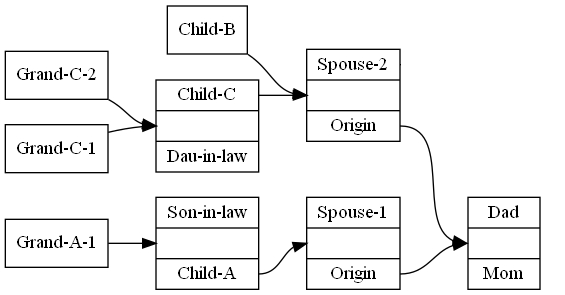 Child-B
Spouse-2
Grand-C-2
Child-C
Origin
Grand-C-1
Dau-in-law
Son-in-law
Spouse-1
Dad
Grand-A-1
Child-A
Origin
Mom